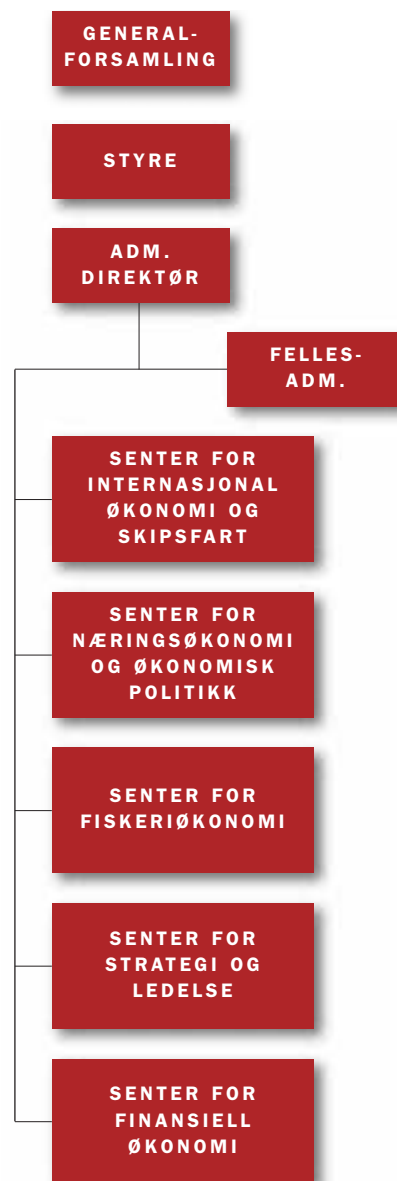 GENERAL-
FORSAMLING
STYRE
ADM.
DIREKTØR
FELLES-
ADM.
SENTER FOR
INTERNASJONAL
ØKONOMI OG
SKIPSFART
SENTER FOR
NÆRINGSØKONOMI
OG ØKONOMISK
POLITIKK
SENTER FOR
FISKERIØKONOMI
SENTER FOR
STRATEGI OG
LEDELSE
SENTER FOR
FINANSIELL
ØKONOMI